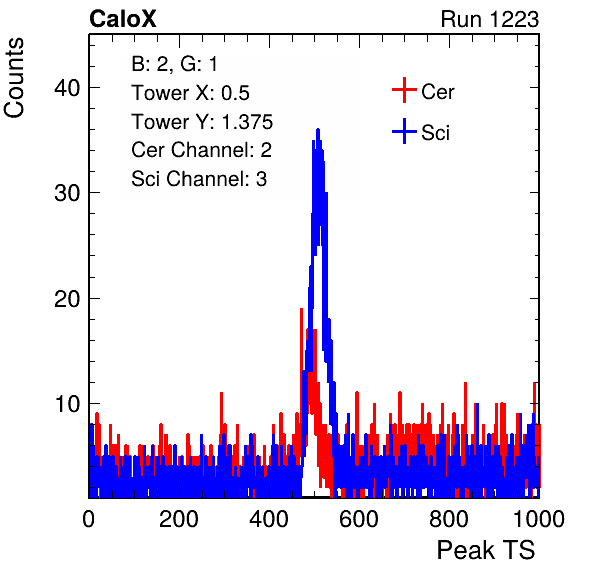 CaloX Run 1223
Counts
B: 2, G: 1
Tower X: 0.5
Tower Y: 1.375
Cer Channel: 2
Sci Channel: 3
Cer
Sci
40
30
20
10
0 200 400 600 800 1000
Peak TS